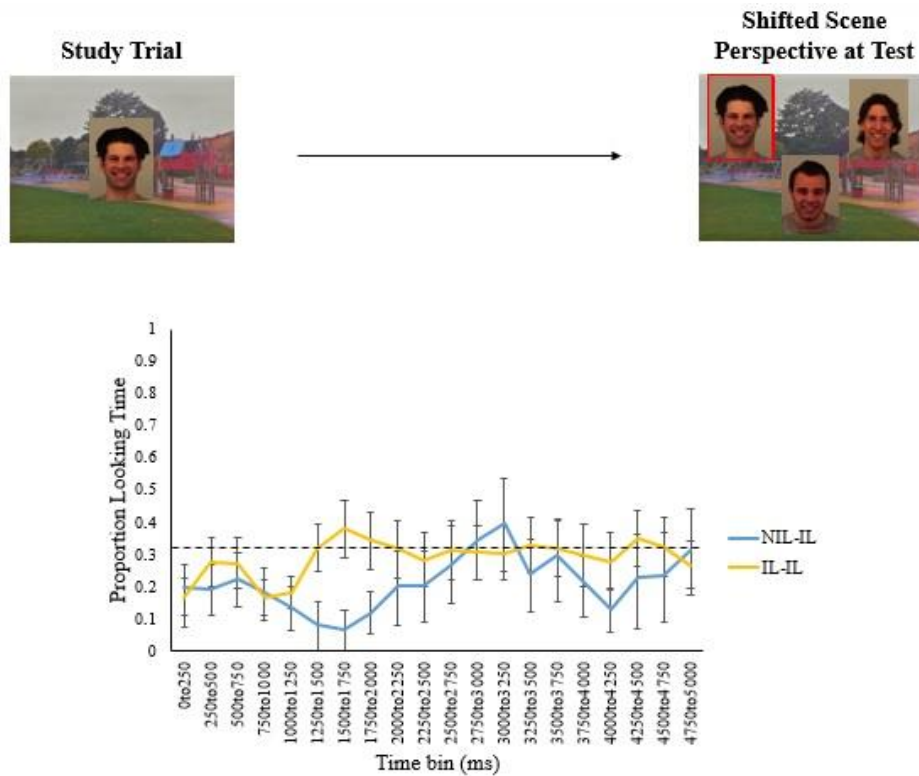 Study Trial
Shifted Scene
Perspective at Test
Proportion Looking Time
1
0.9
0.8
0.7
0.6
0.5
0.4
0.3
0.2
0.1
0
NIL-IL
IL-IL
0to250
250to500
500to750
750to1000
1000to1250
1250to1500
1500to1750
1750to2000
2000to2250
2250to2500
2500to2750
2750to3000
3000to3250
3250to3500
3500to3750
3750to4000
4000to4250
4250to4500
4500to4750
4750to5000
Time bin (ms)